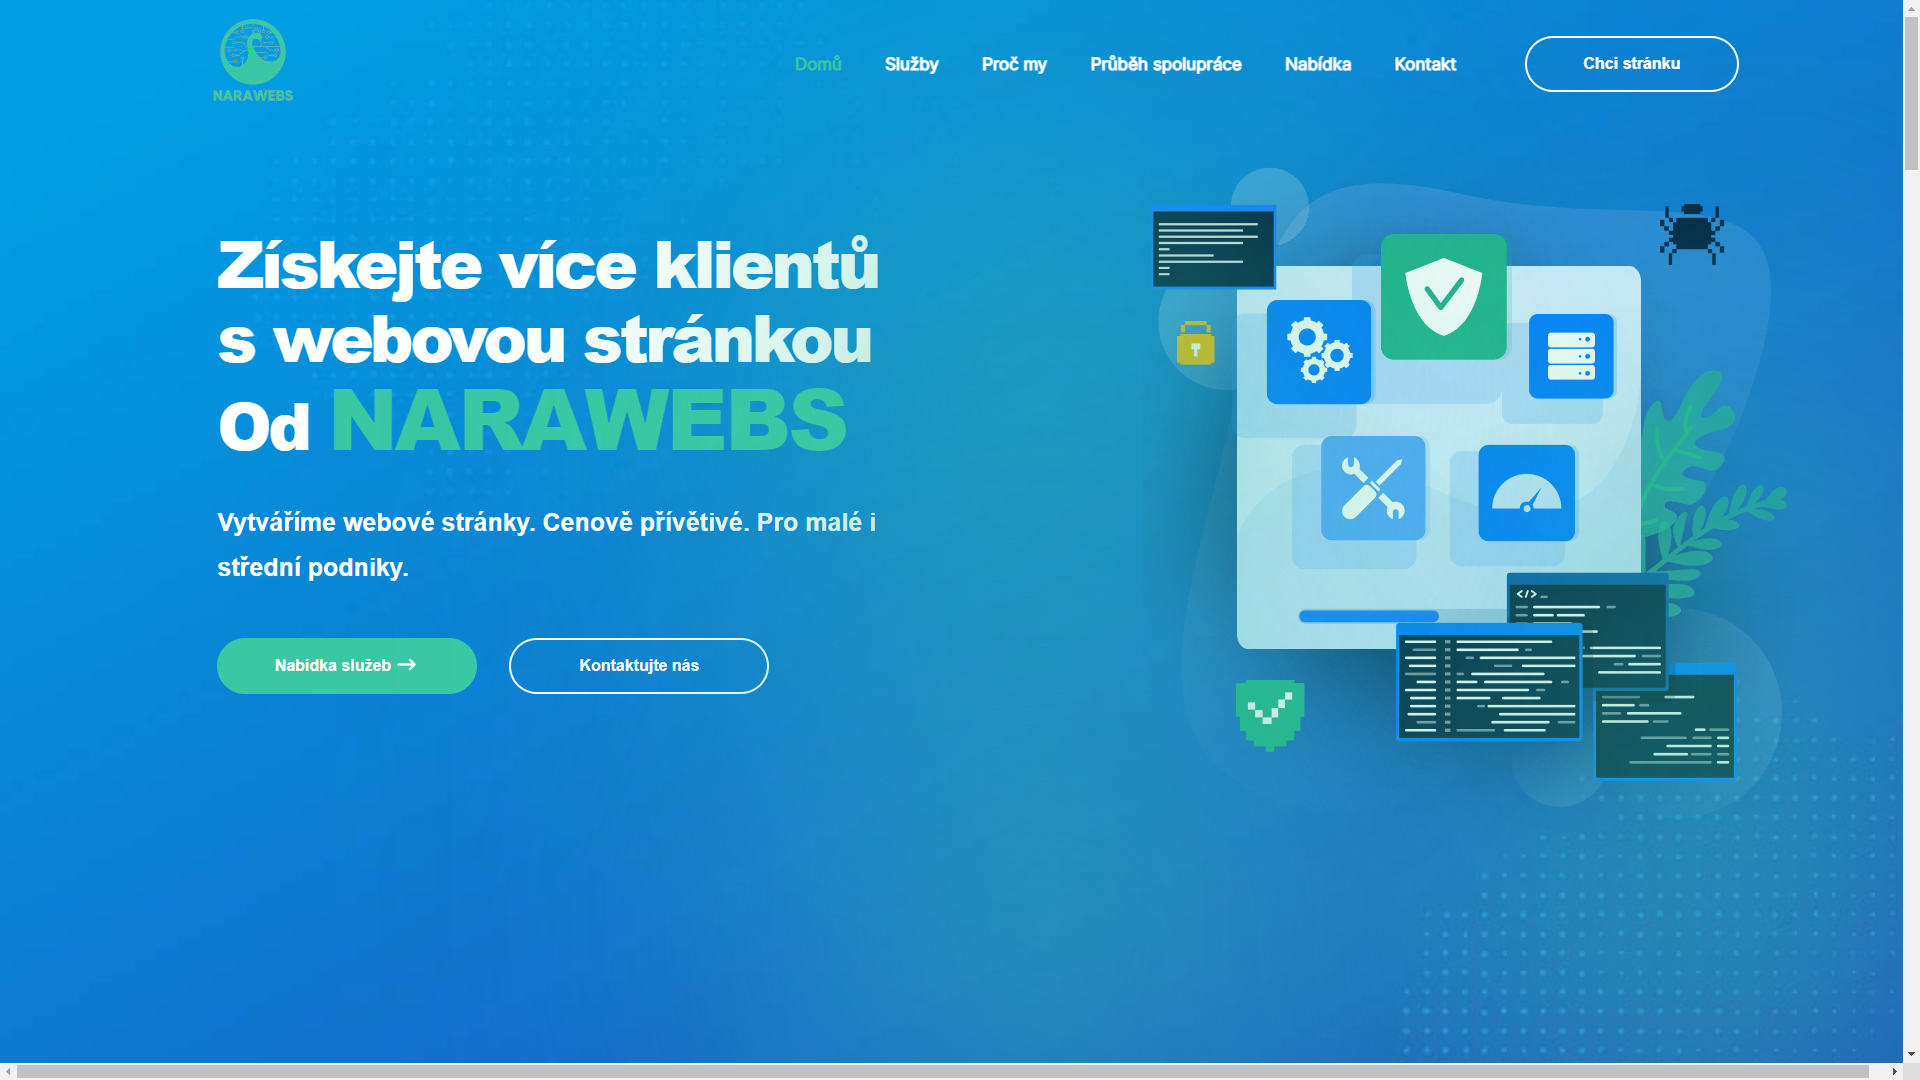 NARAWEBS
Domů
Služby
Proč my
Průběh spolupráce
Nabídka
Kontakt
Chci stránku
Získejte více klientů
s webovou stránkou
Od NARAWEBS
Vytváříme webové stránky. Cenově přívětivé. Pro malé i
střední podniky.
Nabídka služeb →
Kontaktujte nás